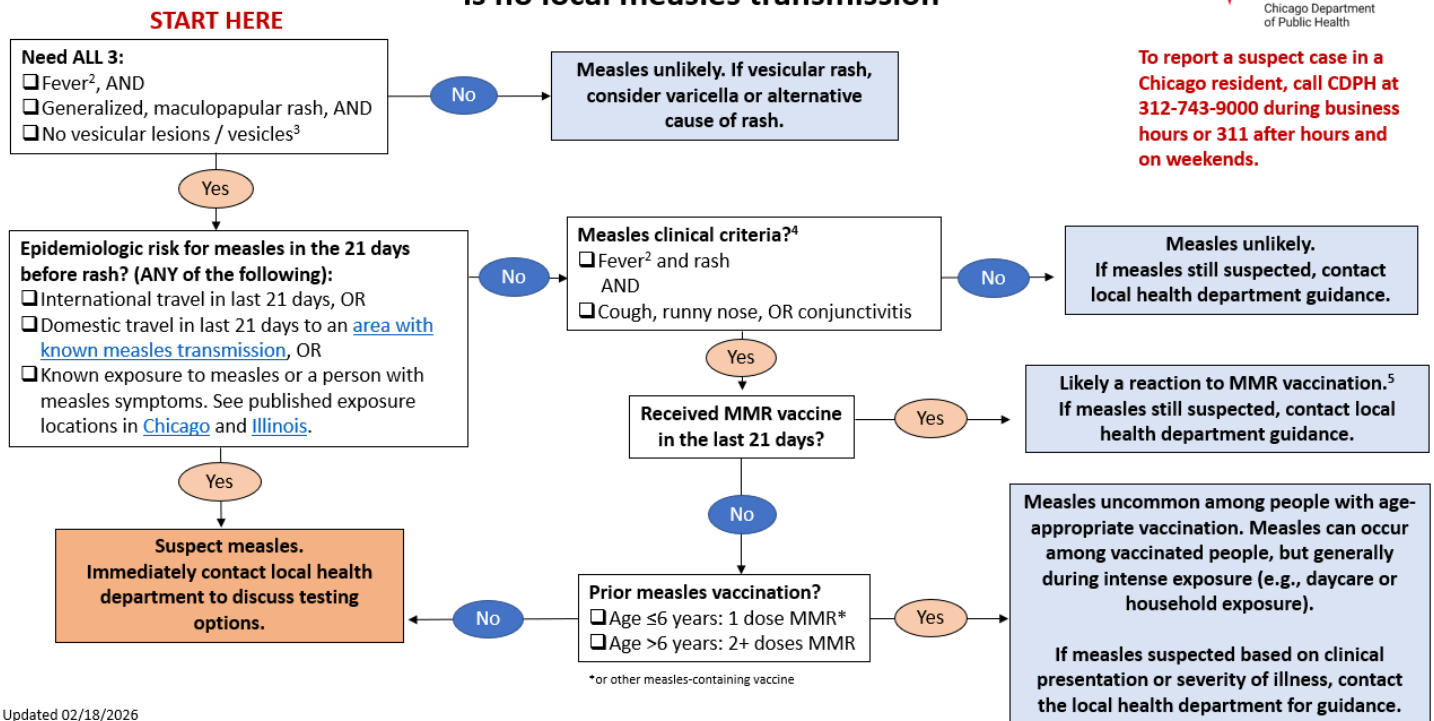 is no local measles transmission
Chicago Department
of Public Health
START HERE
Need ALL 3:
❑Fever², AND
❑Generalized, maculopapular rash, AND
❑No vesicular lesions / vesicles³
No
Measles unlikely. If vesicular rash,
consider varicella or alternative
cause of rash.
To report a suspect case in a
Chicago resident, call CDPH at
312-743-9000 during business
hours or 311 after hours and
on weekends.
Yes
Epidemiologic risk for measles in the 21 days
before rash? (ANY of the following):
❑International travel in last 21 days, OR
❑Domestic travel in last 21 days to an area with
known measles transmission, OR
❑Known exposure to measles or a person with
measles symptoms. See published exposure
locations in Chicago and Illinois.
No
Measles clinical criteria?⁴
❑Fever² and rash
AND
❑Cough, runny nose, OR conjunctivitis
No
Measles unlikely.
If measles still suspected, contact
local health department guidance.
Yes
Received MMR vaccine
in the last 21 days?
Yes
Likely a reaction to MMR vaccination.⁵
If measles still suspected, contact local
health department guidance.
Yes
Suspect measles.
Immediately contact local health
department to discuss testing
options.
No
Prior measles vaccination?
❑Age ≤6 years: 1 dose MMR*
❑Age >6 years: 2+ doses MMR
*or other measles-containing vaccine
No
Yes
Measles uncommon among people with age-
appropriate vaccination. Measles can occur
among vaccinated people, but generally
during intense exposure (e.g., daycare or
household exposure).
If measles suspected based on clinical
presentation or severity of illness, contact
the local health department for guidance.
Updated 02/18/2026